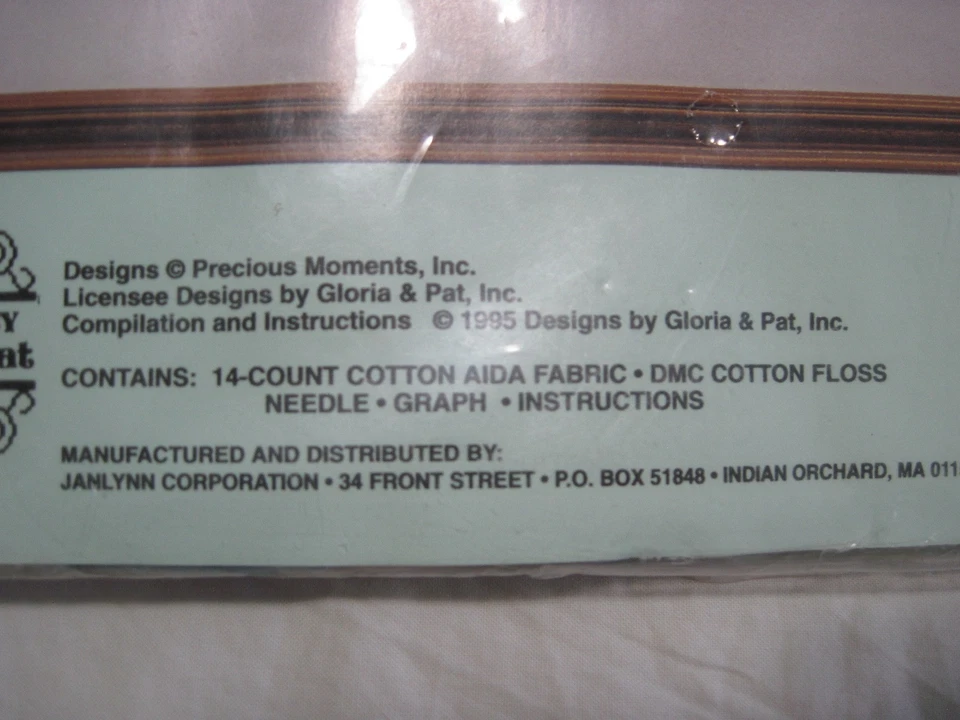 Designs © Precious Moments, Inc.
Licensee Designs by Gloria & Pat, Inc.
Compilation and Instructions © 1995 Designs by Gloria & Pat, Inc.
Y
at
CONTAINS: 14-COUNT COTTON AIDA FABRIC • DMC COTTON FLOSS
NEEDLE • GRAPH • INSTRUCTIONS
MANUFACTURED AND DISTRIBUTED BY:
JANLYNN CORPORATION • 34 FRONT STREET • P.O. BOX 51848 • INDIAN ORCHARD, MA 011